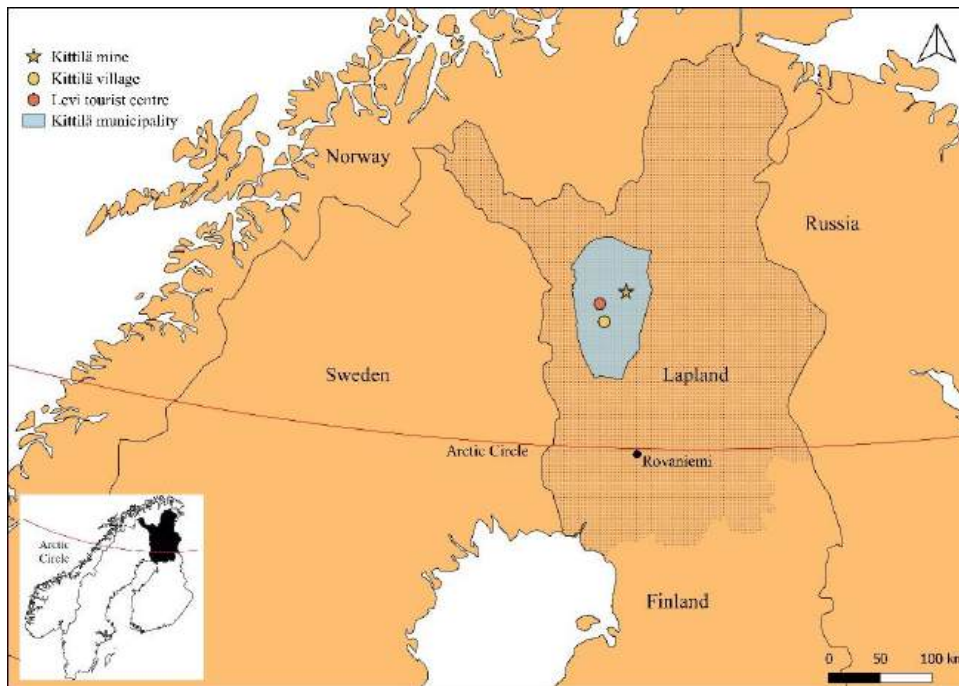 Kittilä mine
Kittilä village
Levi tourist centre
Kittilä municipality
Norway
Russia
Sweden
Lapland
Arctic Circle
Rovaniemi
Arctic
Circle
Finland
0 50 100 km